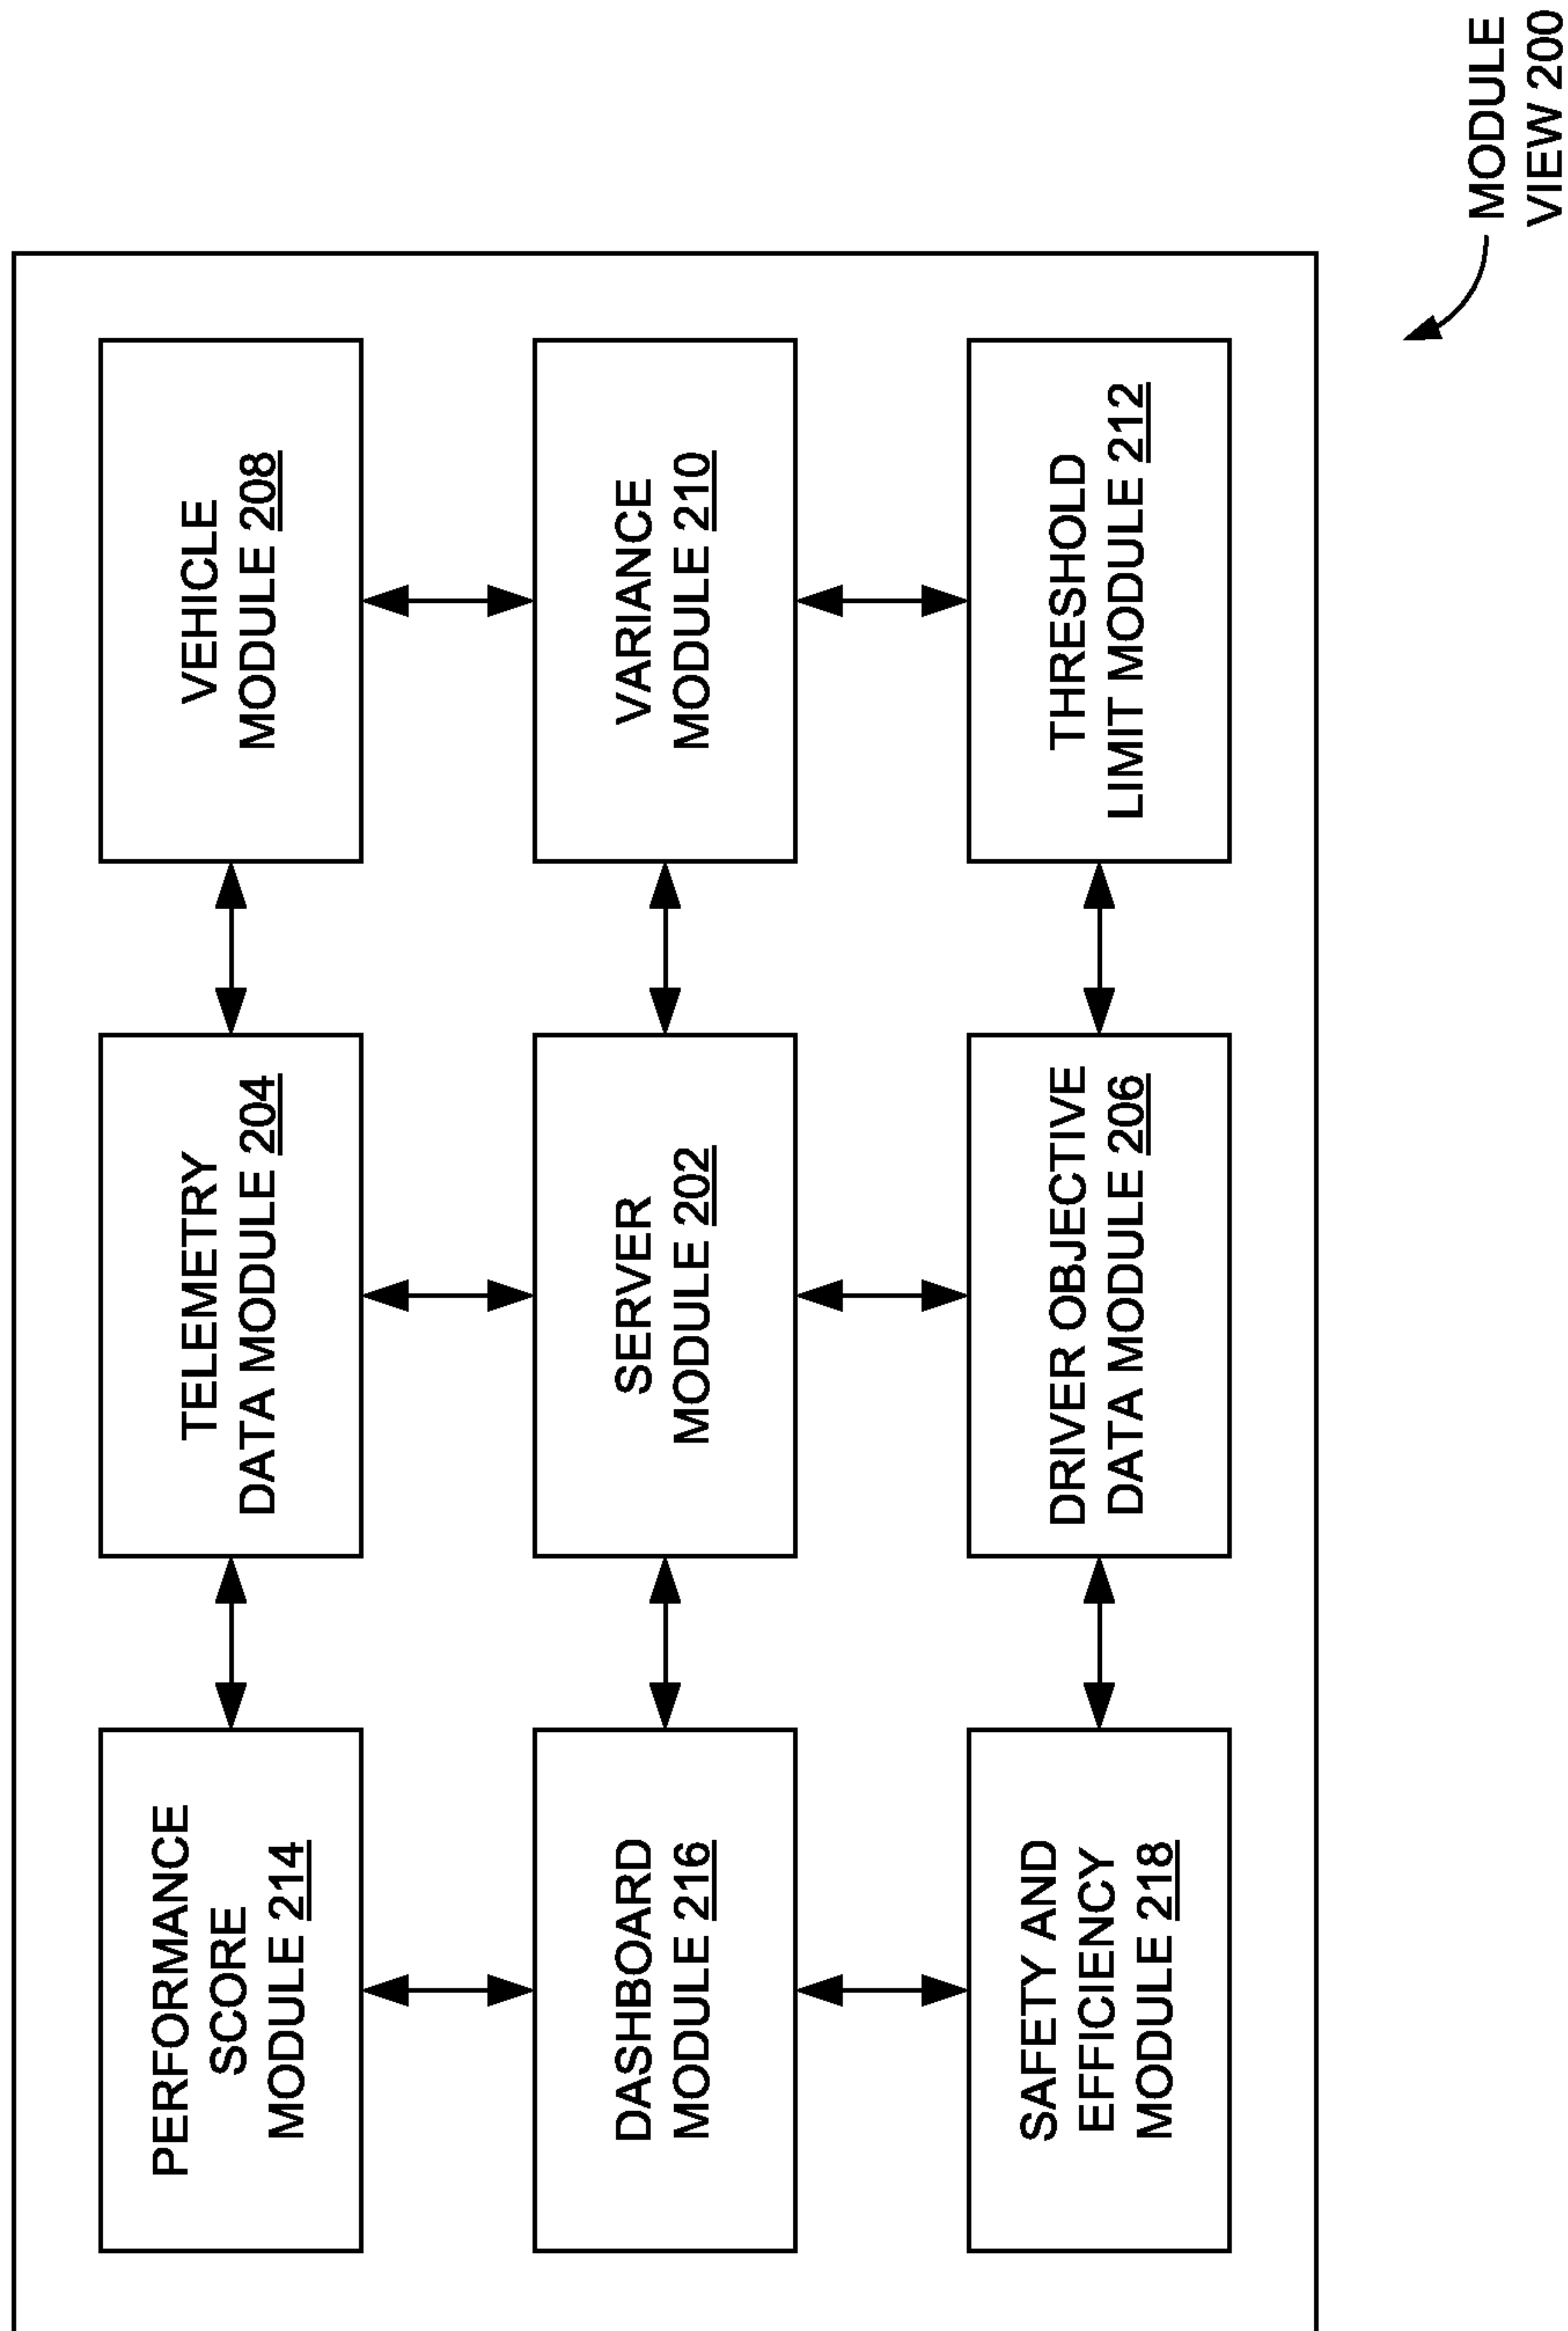 PERFORMANCE
SCORE
MODULE 214
TELEMETRY
DATA MODULE 204
VEHICLE
MODULE 208
DASHBOARD
MODULE 216
SERVER
MODULE 202
VARIANCE
MODULE 210
SAFETY AND
EFFICIENCY
MODULE 218
DRIVER OBJECTIVE
DATA MODULE 206
THRESHOLD
LIMIT MODULE 212
MODULE
VIEW 200